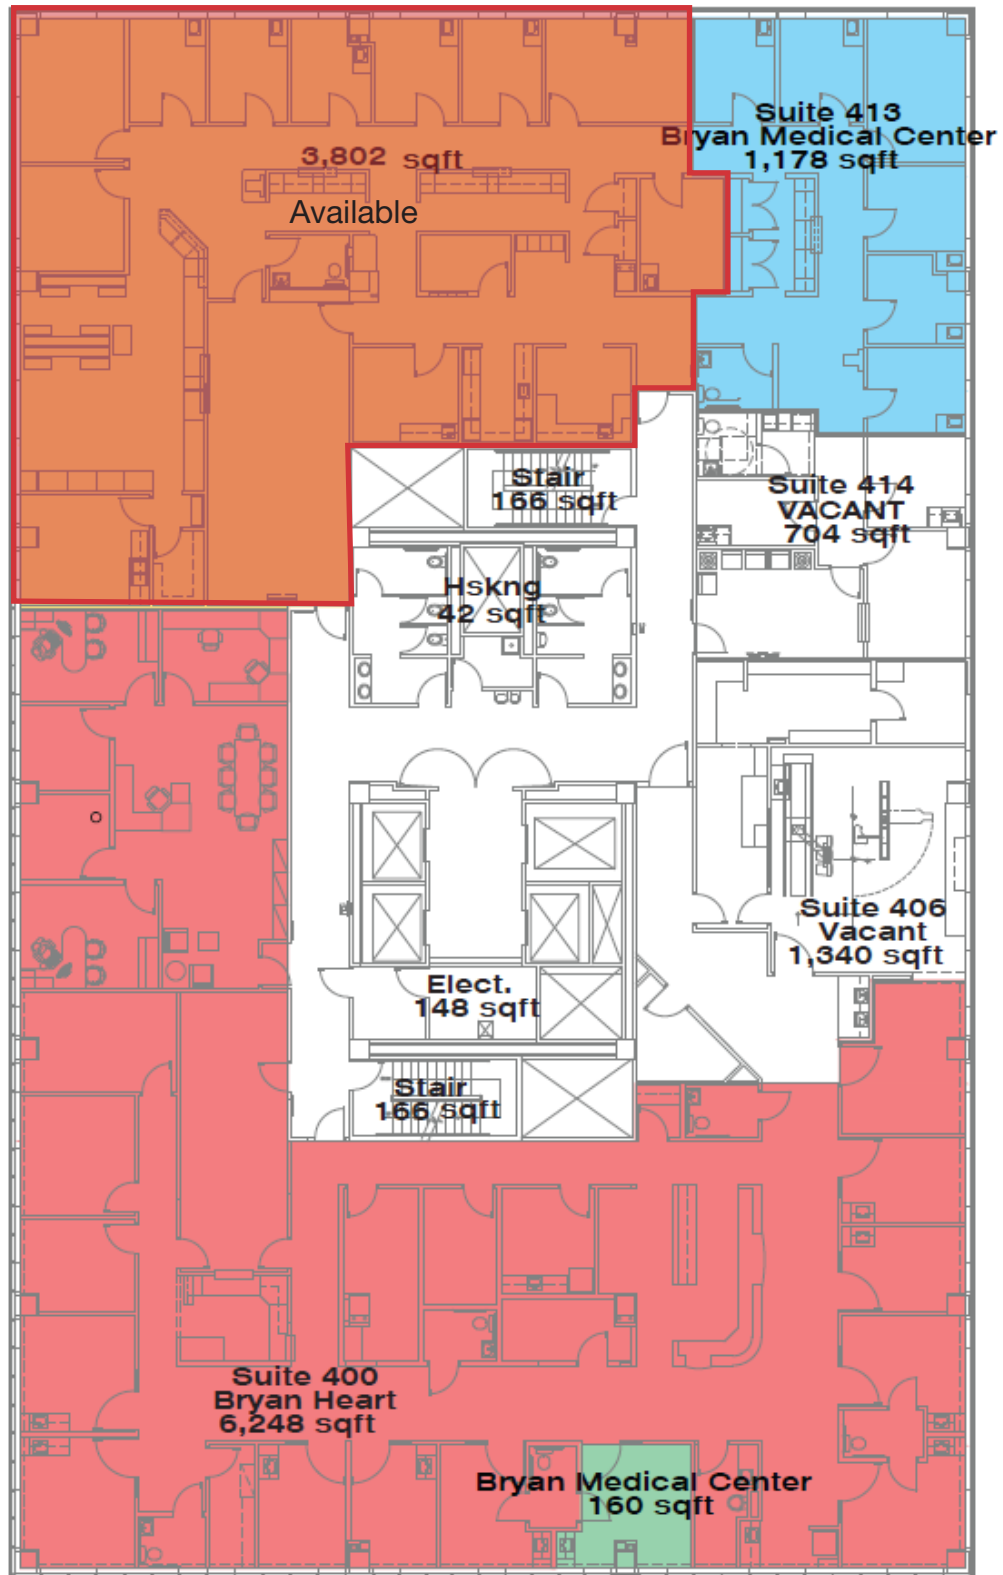 Suite 413
Bryan Medical Center
1,178 sqft
3,802 sqft
Available
Stair
166 sqft
Suite 414
VACANT
704 sqft
Hskng
42 sqft
Suite 406
Vacant
1,340 sqft
Elect.
148 sqft
Stair
166 sqft
Suite 400
Bryan Heart
6,248 sqft
Bryan Medical Center
160 sqft